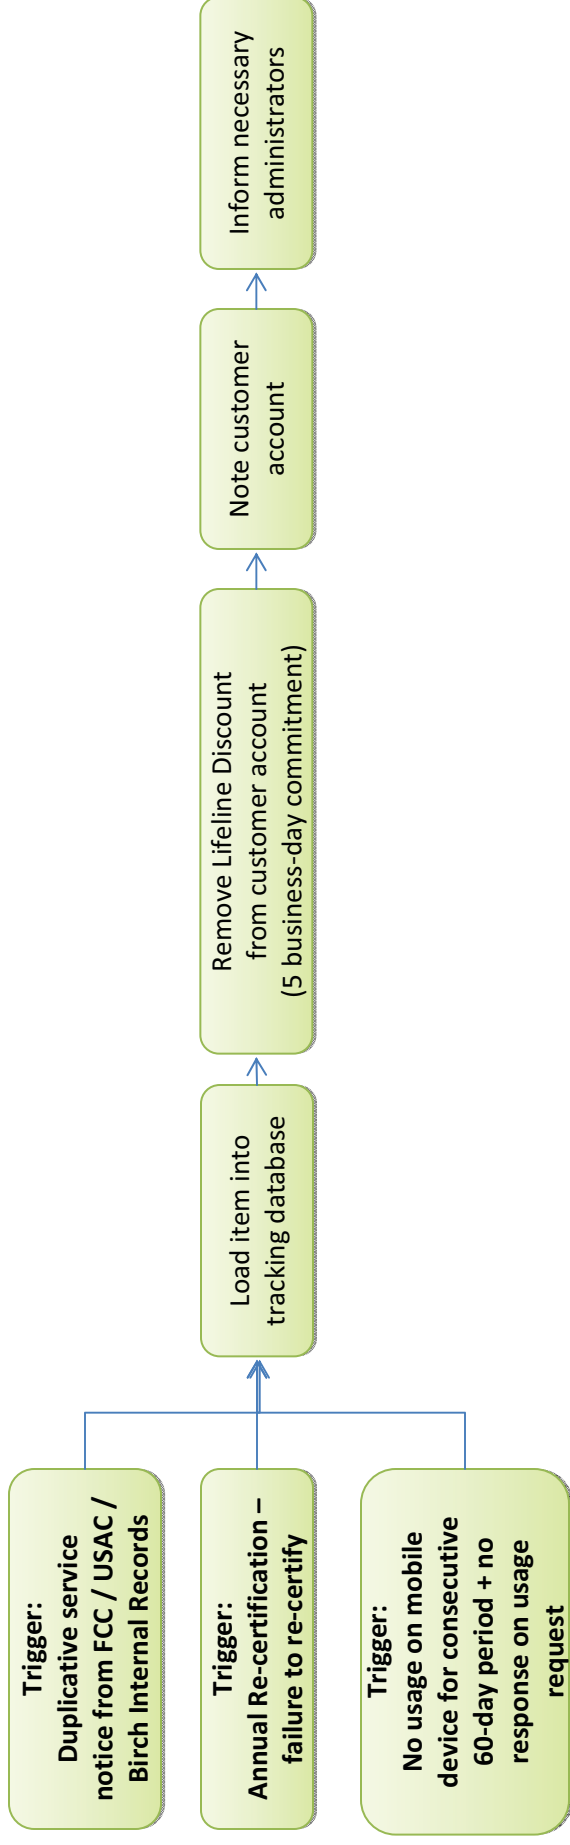 Trigger:
Duplicative service
notice from FCC / USAC /
Birch Internal Records
Trigger:
Annual Re-certification –
failure to re-certify
Trigger:
No usage on mobile
device for consecutive
60-day period + no
response on usage
request
Load item into
tracking database
Remove Lifeline Discount
from customer account
(5 business-day commitment)
Note customer
account
Inform necessary
administrators